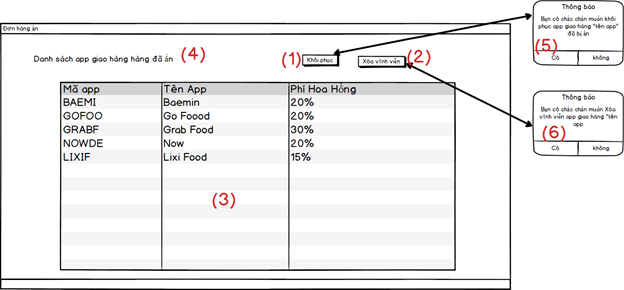 Đơn hàng ẩn
Danh sách app giao hàng hàng đã ẩn
(4)
(1)
Khôi phục
Xóa vĩnh viễn
(2)
Mã app Tên App Phí Hoa Hồng
BAEMI Baemin 20%
GOFOO Go Foood 20%
GRABF Grab Food 30%
NOWDE Now 20%
LIXIF Lixi Food 15%
(3)
Thông báo
Bạn có chắc chắn muốn khôi
phục app giao hàng "tên app"
đã bị ẩn
(5)
Có không
Thông báo
Bạn có chắc chắn muốn Xóa
vĩnh viễn app giao hàng "tên
app
(6)
Có không